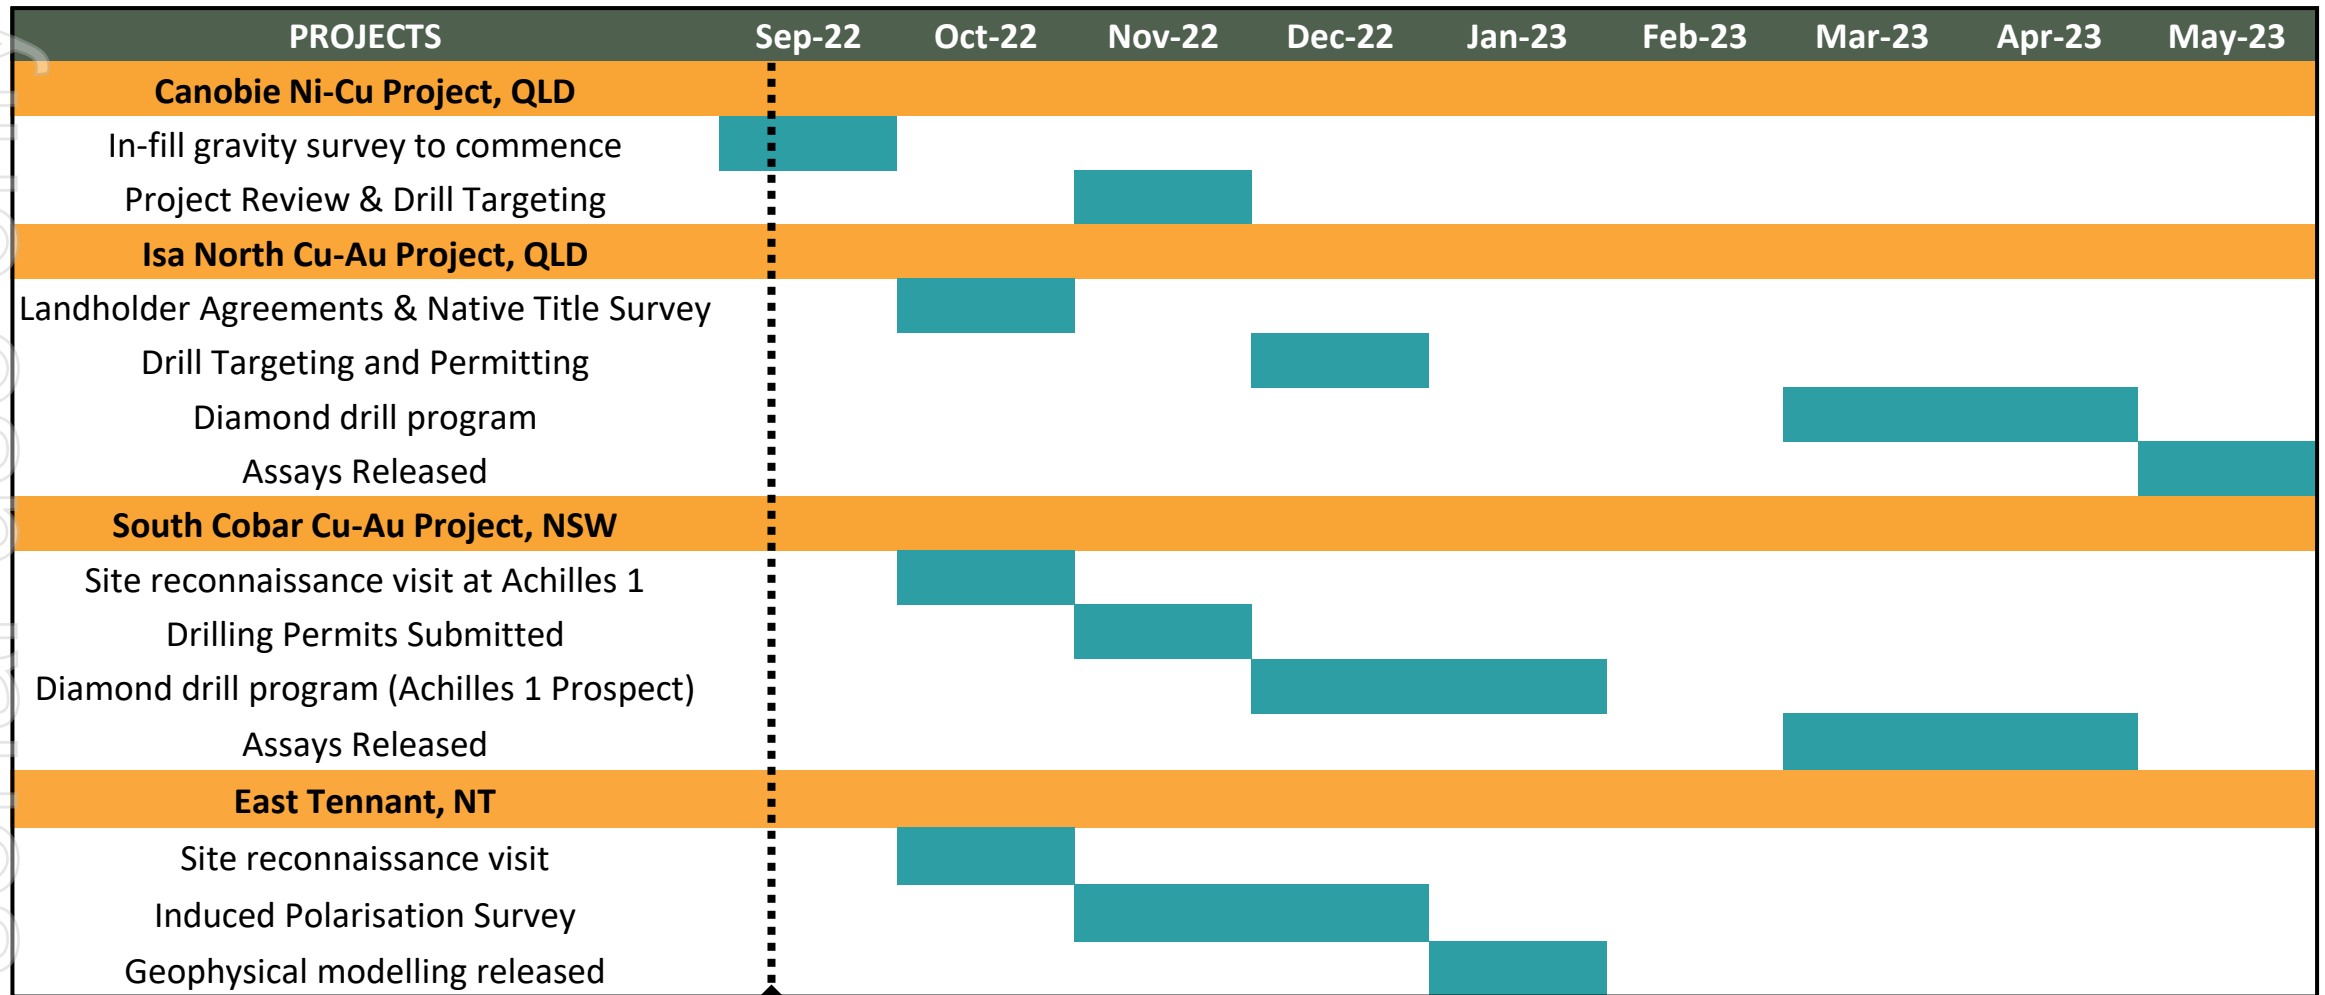 PROJECTS Sep-22 Oct-22 Nov-22 Dec-22 Jan-23 Feb-23 Mar-23 Apr-23 May-23
Canobie Ni-Cu Project, QLD
In-fill gravity survey to commence
Project Review & Drill Targeting
Isa North Cu-Au Project, QLD
Landholder Agreements & Native Title Survey
Drill Targeting and Permitting
Diamond drill program
Assays Released
South Cobar Cu-Au Project, NSW
Site reconnaissance visit at Achilles 1
Drilling Permits Submitted
Diamond drill program (Achilles 1 Prospect)
Assays Released
East Tennant, NT
Site reconnaissance visit
Induced Polarisation Survey
Geophysical modelling released